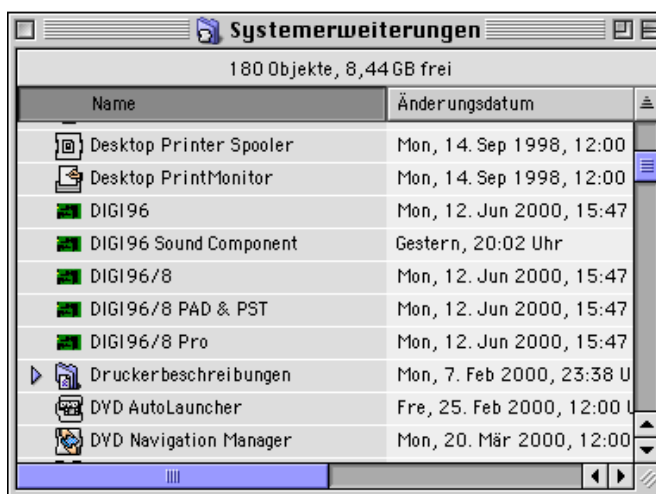 Systemerweiterungen
180 Objekte, 8,44 GB frei
Name Änderungsdatum
Desktop Printer Spooler Mon, 14. Sep 1998, 12:00
Desktop PrintMonitor Mon, 14. Sep 1998, 12:00
DIGI96 Mon, 12. Jun 2000, 15:47
DIGI96 Sound Component Gestern, 20:02 Uhr
DIGI96/8 Mon, 12. Jun 2000, 15:47
DIGI96/8 PAD & PST Mon, 12. Jun 2000, 15:47
DIGI96/8 Pro Mon, 12. Jun 2000, 15:47
Druckerbeschreibungen Mon, 7. Feb 2000, 23:38 U
DVD AutoLauncher Fre, 25. Feb 2000, 12:00 U
DVD Navigation Manager Mon, 20. Mär 2000, 12:00